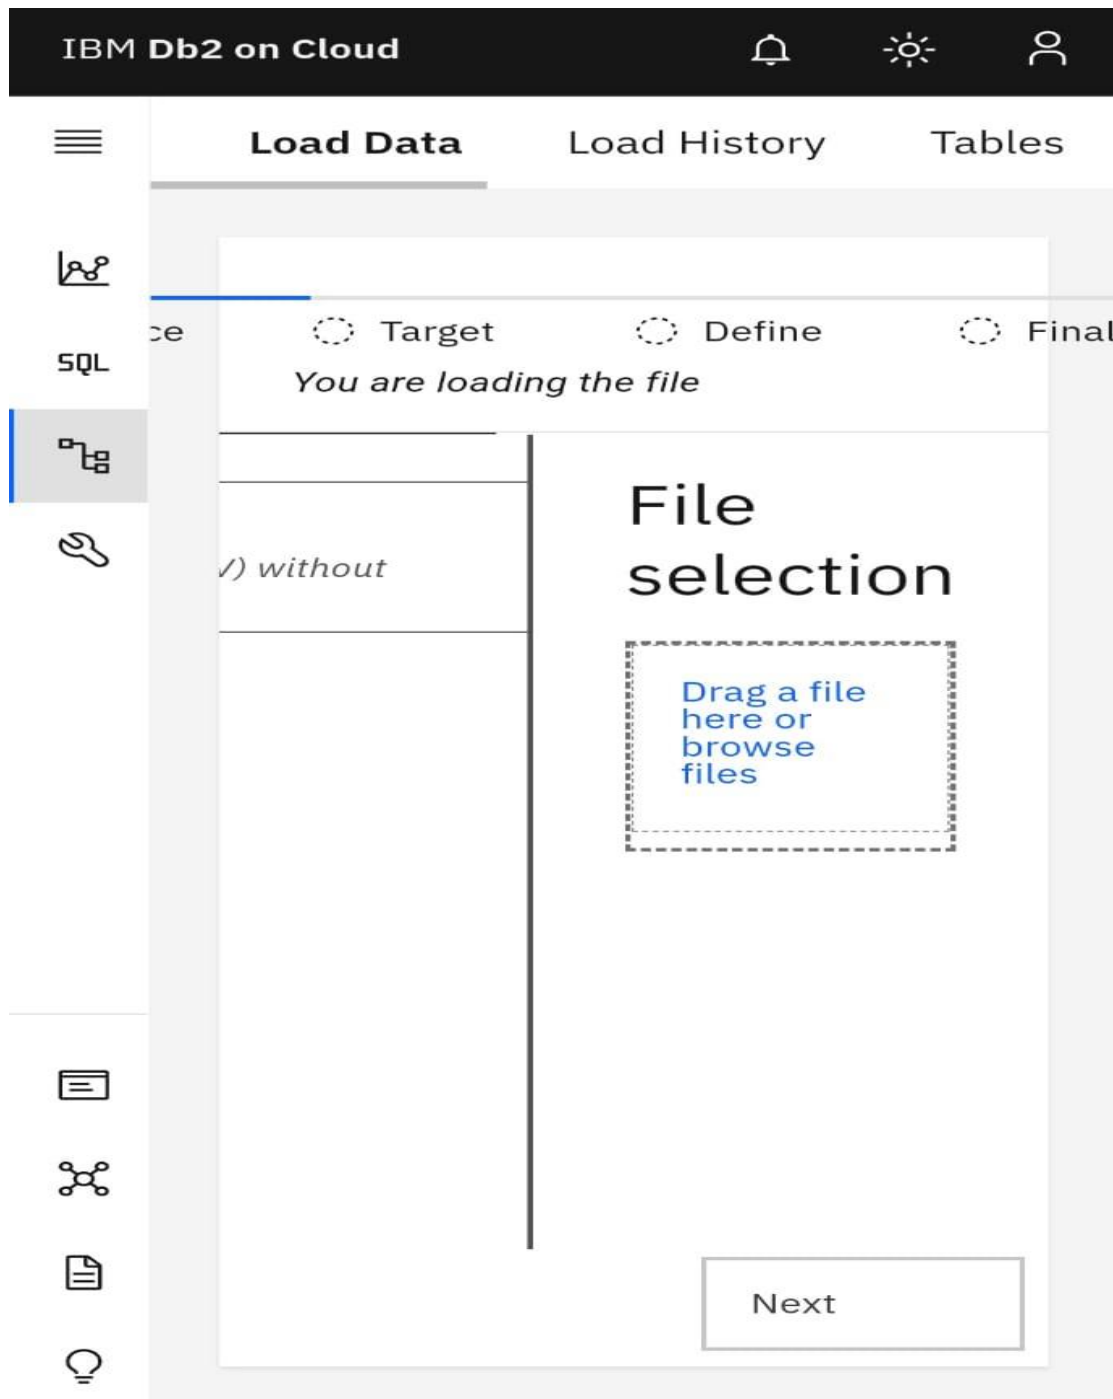 IBM Db2 on Cloud
Load Data Load History Tables
Target Define Final
You are loading the file
SQL
File
selection
without
Drag a file
here or
browse
files
Next